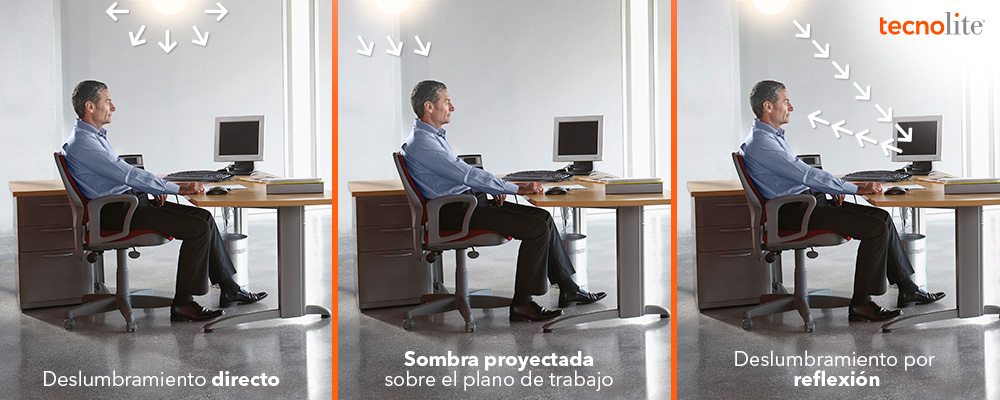 tecnolite
Deslumbramiento directo
Sombra proyectada
sobre el plano de trabajo
Deslumbramiento por
reflexión